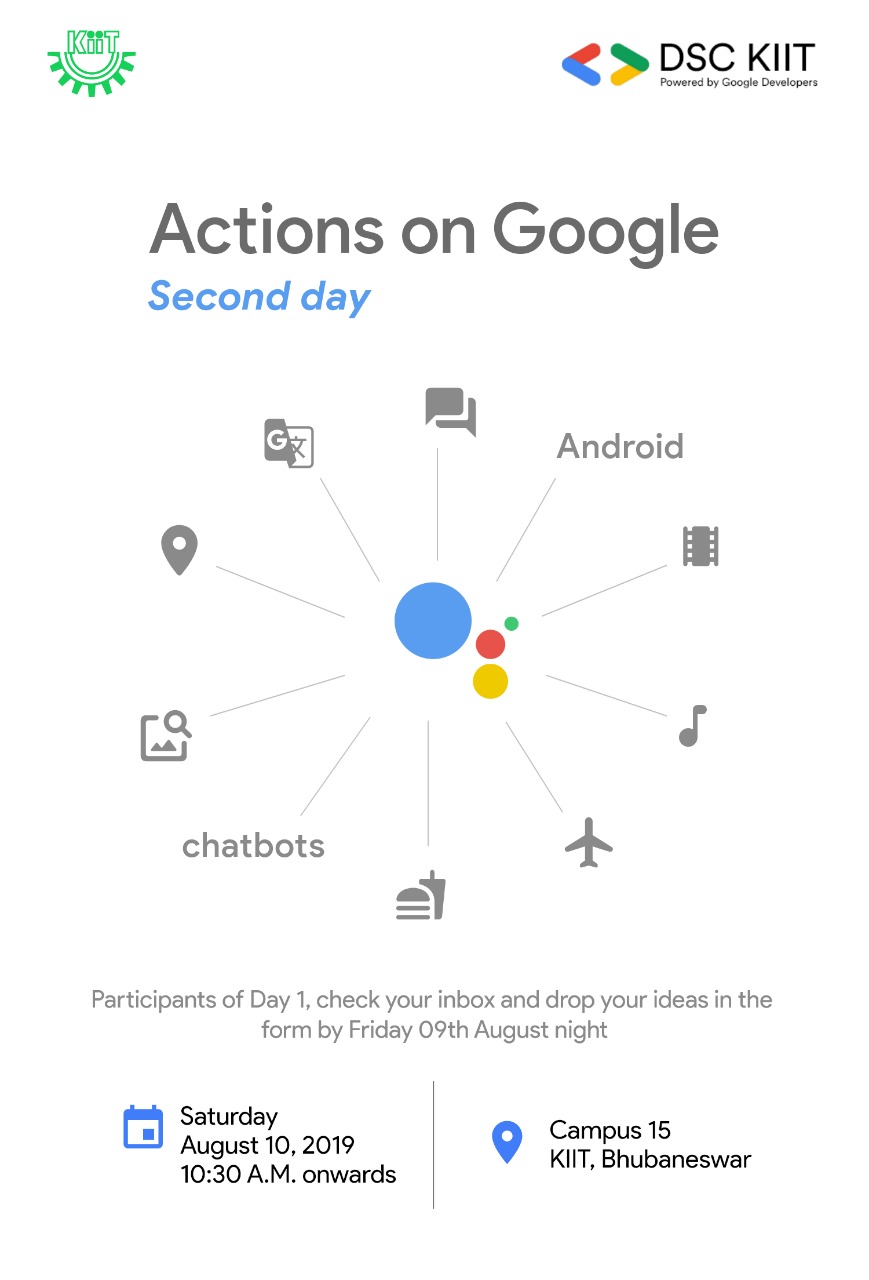 KiiT
DSC KIIT
Powered by Google Developers
Actions on Google
Second day
G 文
Android
chatbots
Participants of Day 1, check your inbox and drop your ideas in the
form by Friday 09th August night
Saturday
August 10, 2019
10:30 A.M. onwards
Campus 15
KIIT, Bhubaneswar